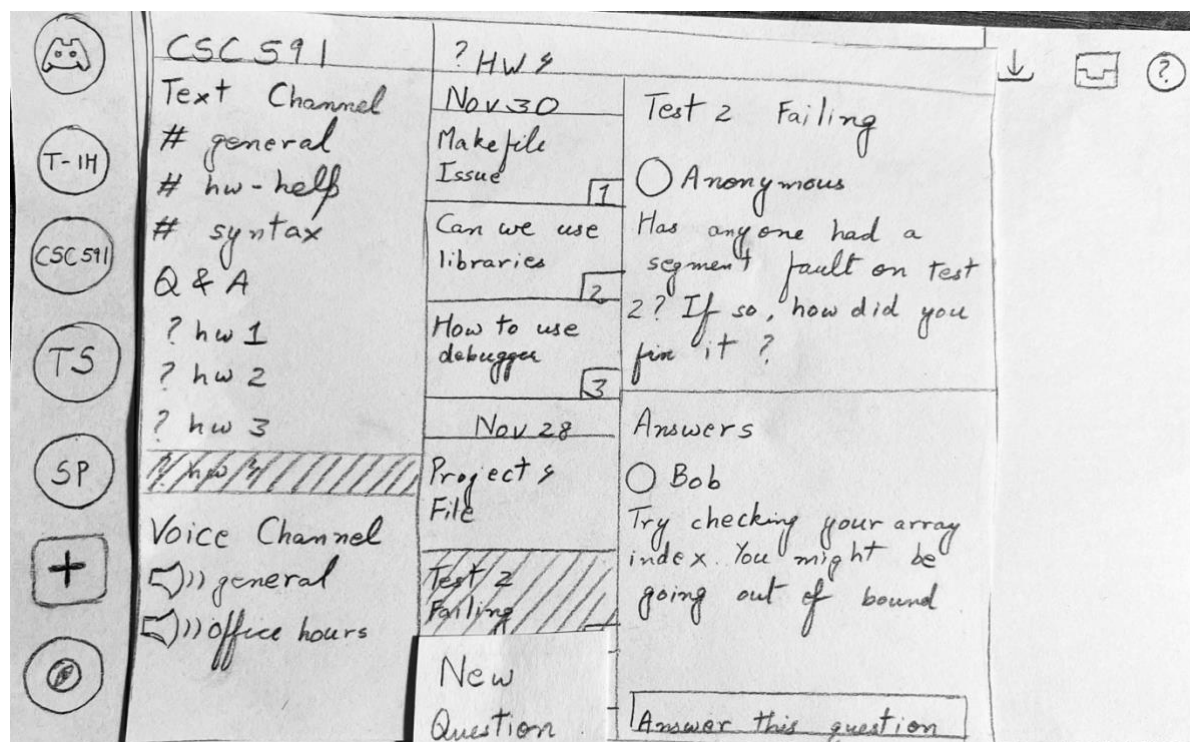 T-1H
CSC 591
TS
SP
+
CSC 591
Text Channel
# general
# hw-help
# syntax
Q & A
? hw 1
? hw 2
? hw 3
? hw 4
Voice Channel
general
office hours
? HW 4
Nov 30
Makefile
Issue
1
Can we use
libraries
2
How to use
debugger
3
Nov 28
Project 4
File
Test 2
Failing
New
Question
Test 2 Failing
Anonymous
Has anyone had a
segment fault on test
2? If so, how did you
fix it ?
Answers
Bob
Try checking your array
index. You might be
going out of bound
Answer this question
?